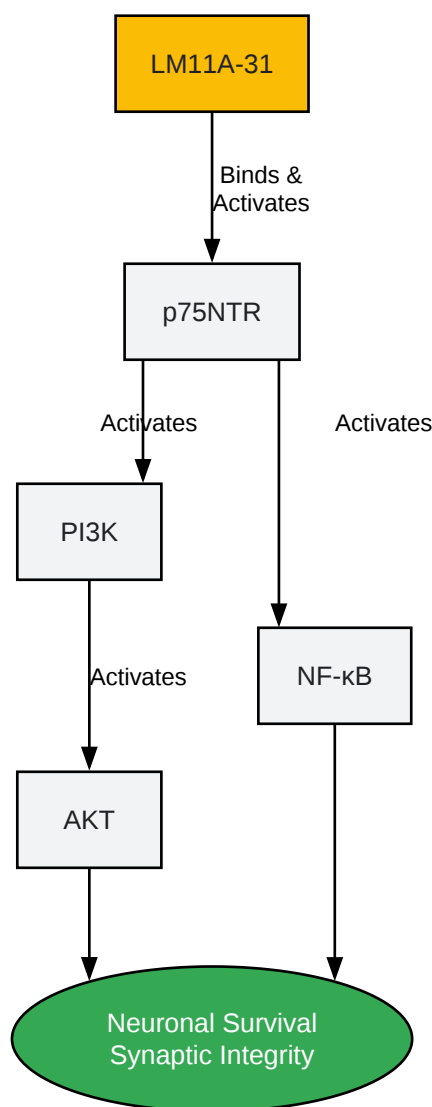 LM11A-31
Binds &
Activates
p75NTR
Activates
Activates
PI3K
NF-κB
Activates
AKT
Neuronal Survival
Synaptic Integrity